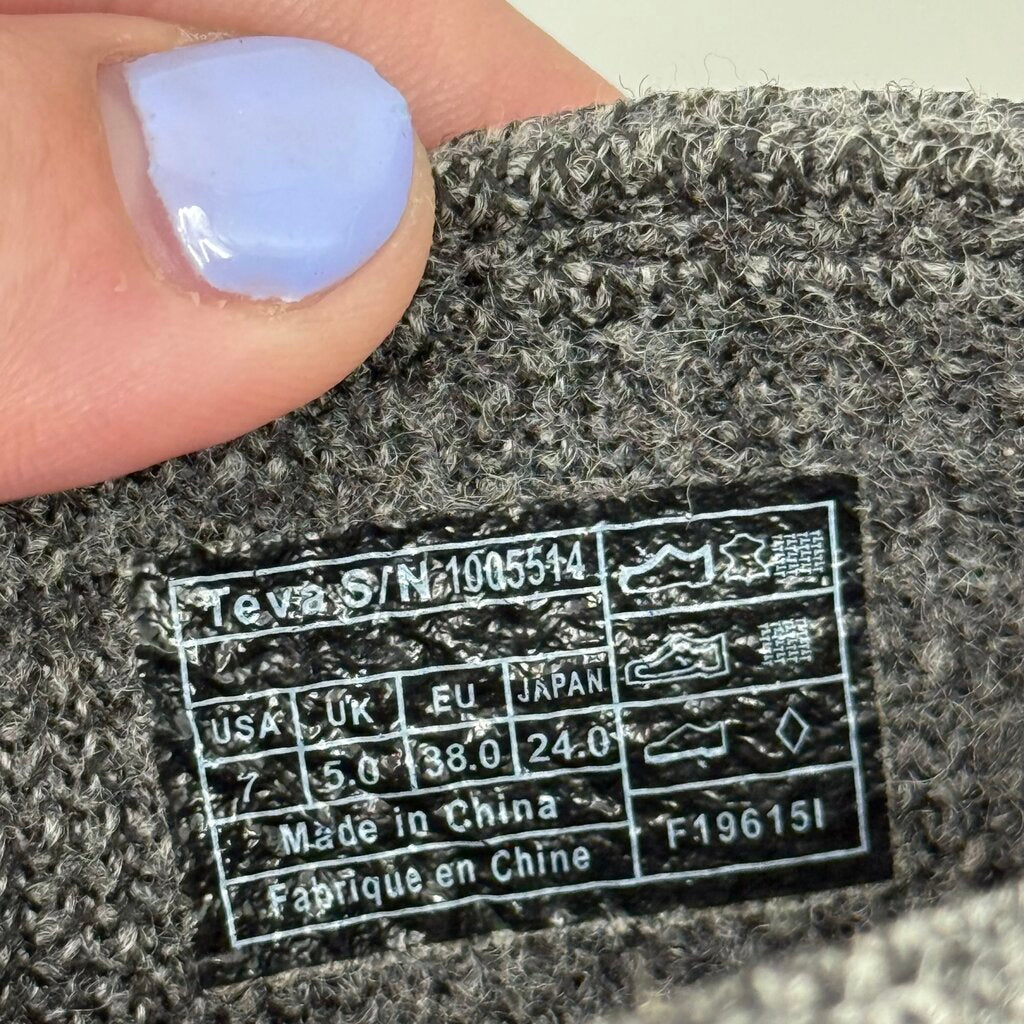 Teva S/N 1005514
USA UK EU JAPAN
7 5.0 38.0 24.0
Made in China
Fabrique en Chine
F19615I